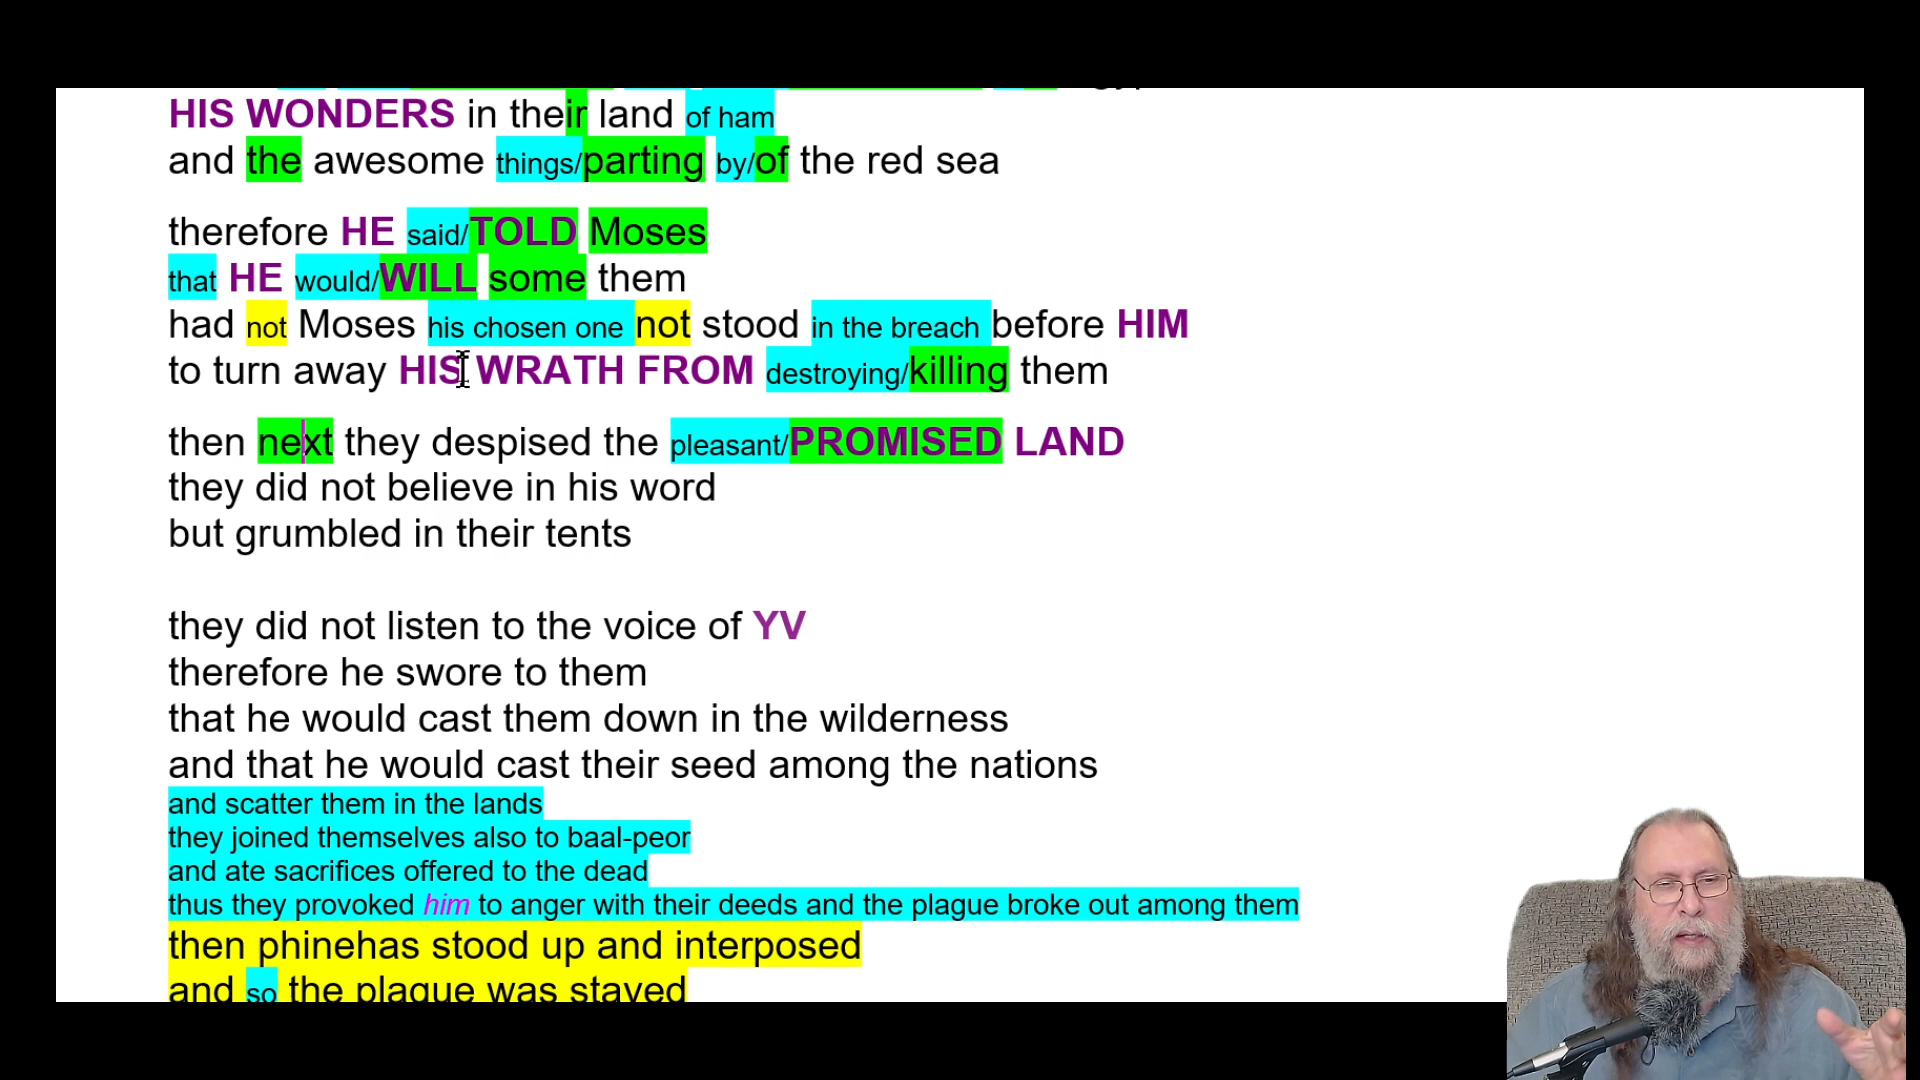 HIS WONDERS in their land of ham
and the awesome things/parting by/of the red sea
therefore HE said/TOLD Moses
that HE would/WILL some them
had not Moses his chosen one not stood in the breach before HIM
to turn away HIS WRATH FROM destroying/killing them
then next they despised the pleasant/PROMISED LAND
they did not believe in his word
but grumbled in their tents
they did not listen to the voice of YV
therefore he swore to them
that he would cast them down in the wilderness
and that he would cast their seed among the nations
and scatter them in the lands
they joined themselves also to baal-peor
and ate sacrifices offered to the dead
thus they provoked him to anger with their deeds and the plague broke out among them
then phinehas stood up and interposed
and so the plague was stayed